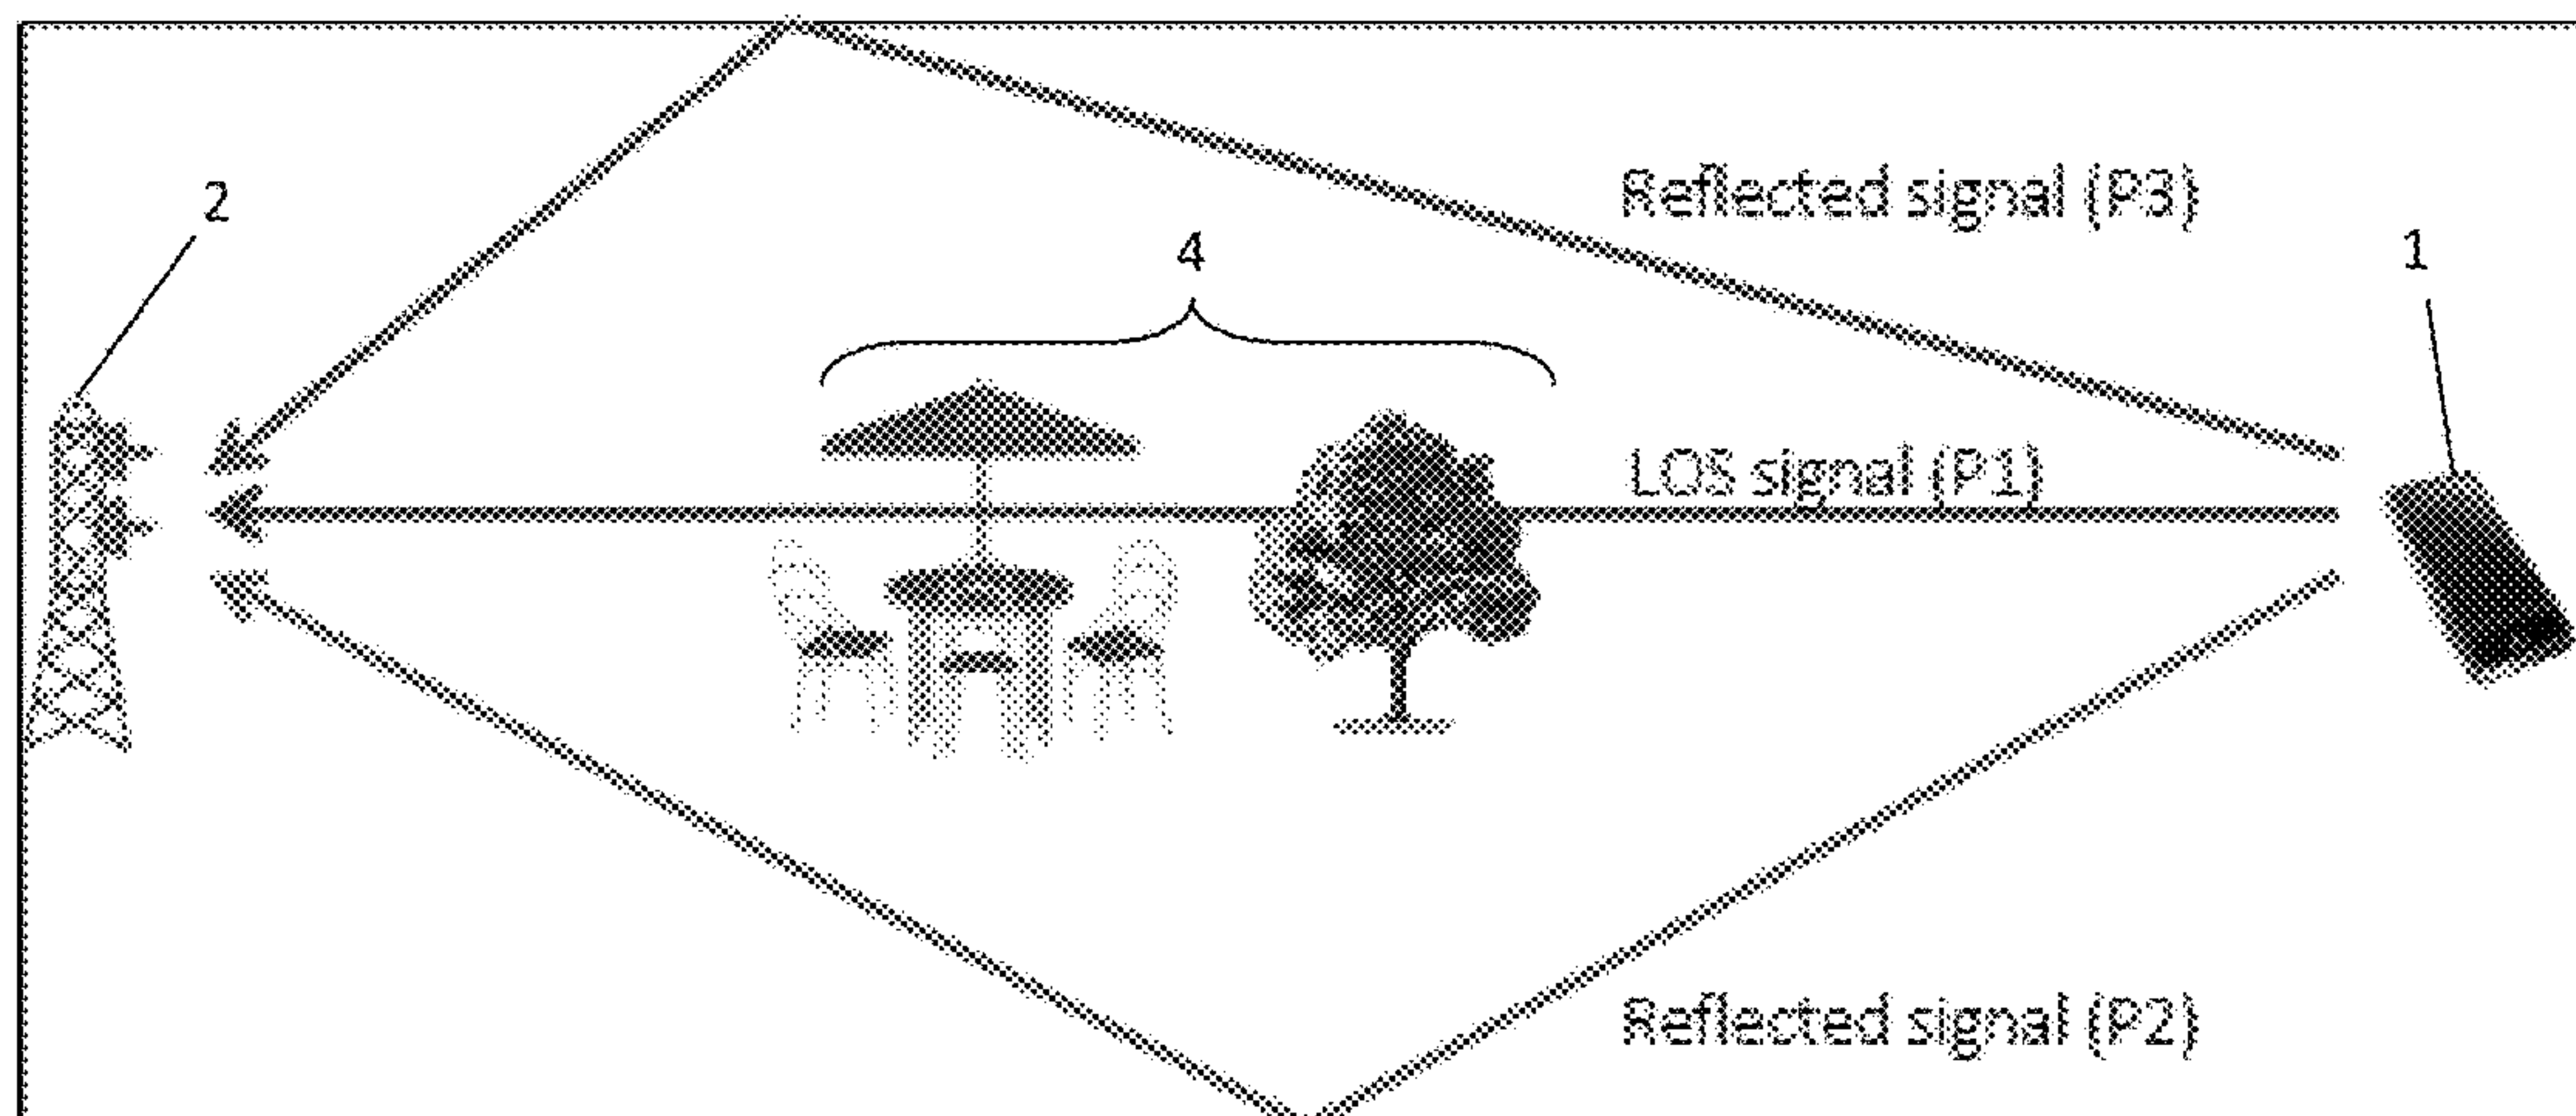 Reflected signal (P3)
2
4
1
LOS signal (P1)
Reflected signal (P2)